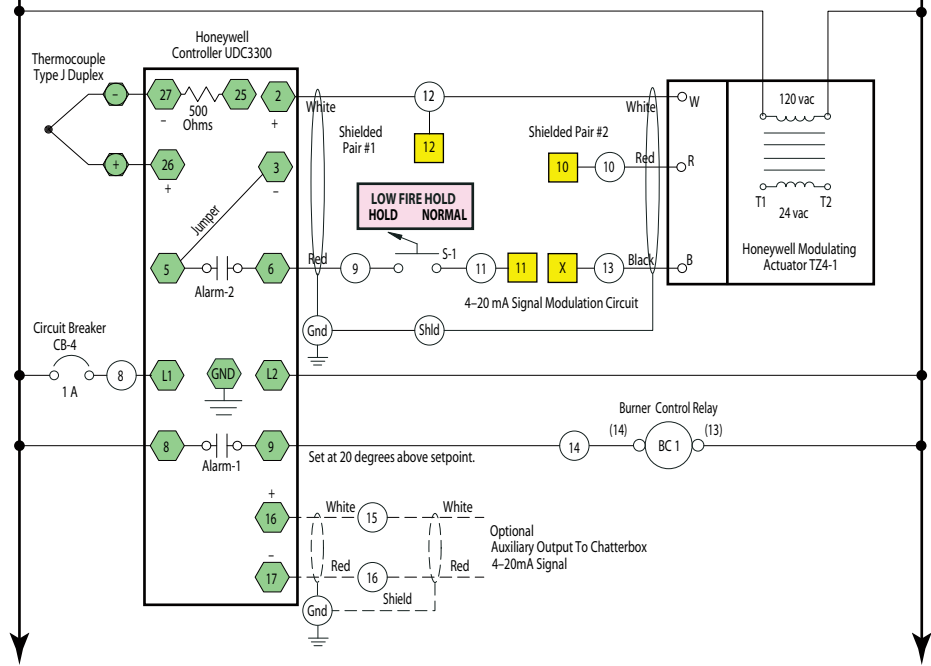 Honeywell
Controller UDC3300
Thermocouple
Type J Duplex
−
27
−
500
Ohms
25
2
+
White
12
12
Shielded
Pair #1
Shielded Pair #2
White
W
120 vac
+
26
+
3
−
10
10
Red
R
T1
T2
24 vac
Jumper
LOW FIRE HOLD
HOLD NORMAL
5
Alarm-2
6
Red
9
S-1
11
11
X
13
Black
B
Honeywell Modulating
Actuator TZ4-1
4–20 mA Signal Modulation Circuit
Gnd
Shld
Circuit Breaker
CB-4
1 A
8
L1
GND
L2
Burner Control Relay
8
Alarm-1
9
Set at 20 degrees above setpoint.
14
(14)
BC 1
(13)
+
16
White
15
White
Optional
Auxiliary Output To Chatterbox
4–20mA Signal
−
17
Red
16
Red
Shield
Gnd